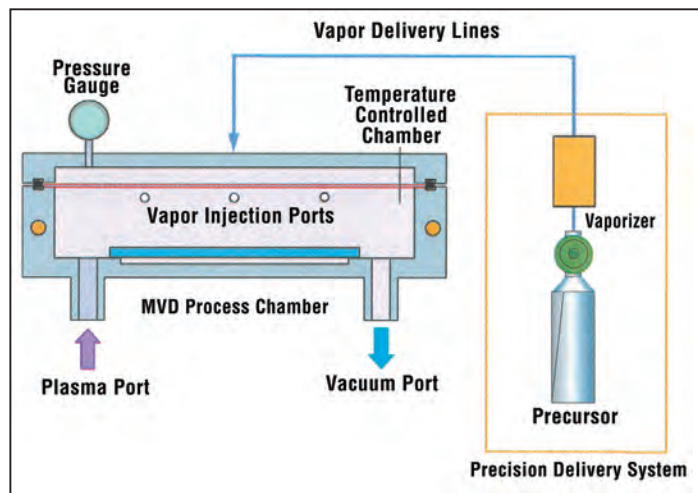 Vapor Delivery Lines
Pressure
Gauge
Temperature
Controlled
Chamber
Vapor Injection Ports
Vaporizer
MVD Process Chamber
Plasma Port
Vacuum Port
Precursor
Precision Delivery System